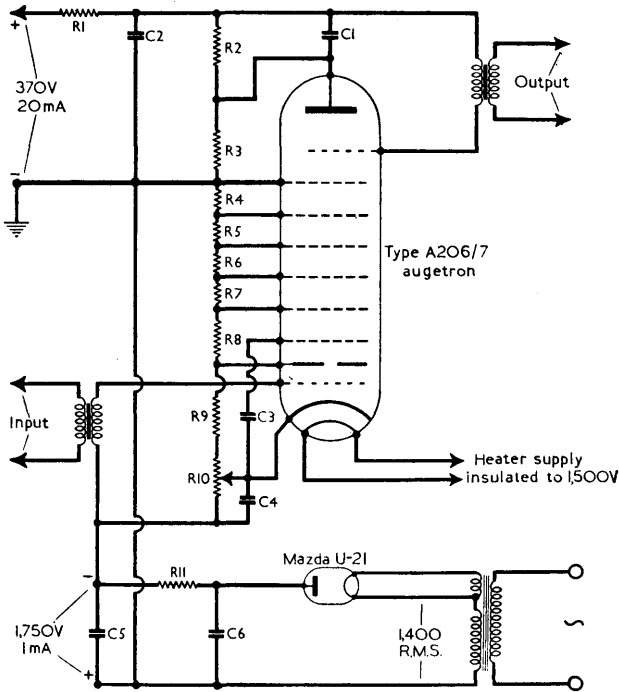 R1
C2
R2
C1
+
370V
20mA
Output
R3
-
R4
R5
Type A206/7
augetron
R6
R7
R8
Input
R9
C3
R10
C4
Heater supply
insulated to 1,500V
Mazda U-21
-
R11
1,750V
1mA
C5
C6
1,400
R.M.S.
~
+